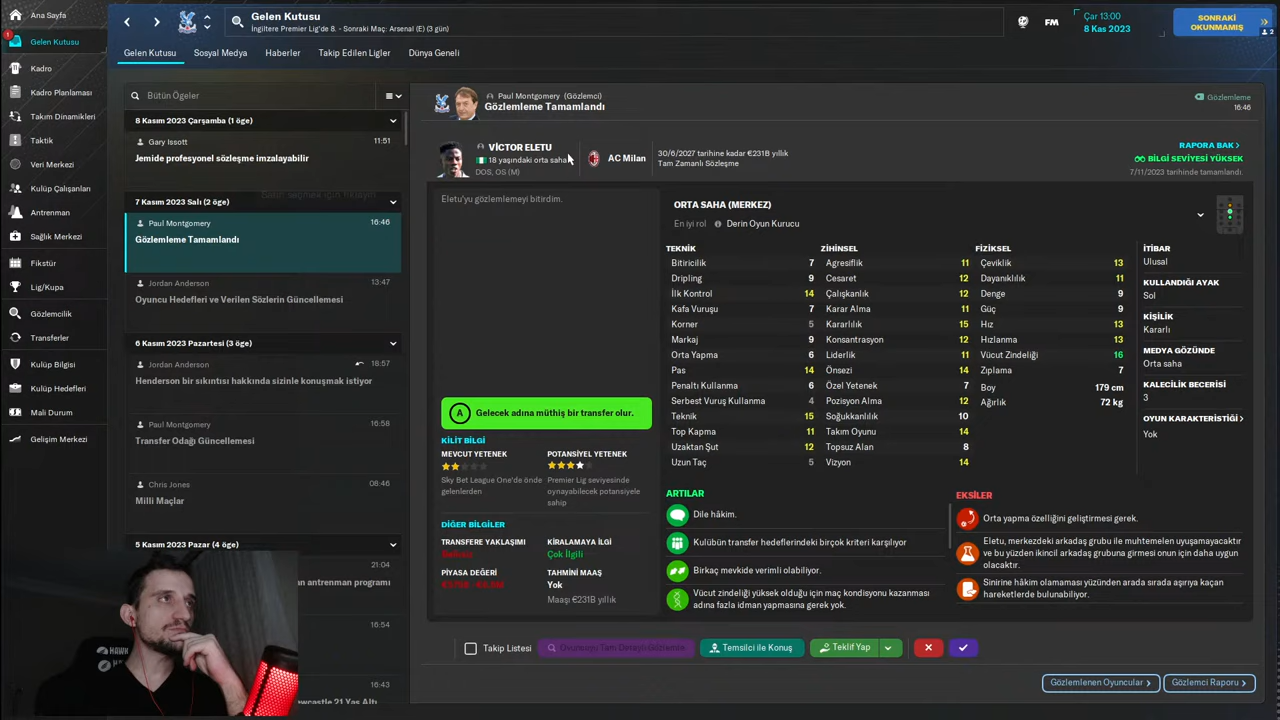 Ana Sayfa
1
Gelen Kutusu
Kadro
Kadro Planlaması
Takım Dinamikleri
Taktik
Veri Merkezi
Kulüp Çalışanları
Antrenman
Sağlık Merkezi
Fikstür
Lig/Kupa
Gözlemcilik
Transferler
Kulüp Bilgisi
Kulüp Hedefleri
Mali Durum
Gelişim Merkezi
Gelen Kutusu
İngiltere Premier Lig'de 8. - Sonraki Maç: Arsenal (E) (3 gün)
FM
Çar 13:00
8 Kas 2023
SONRAKİ
OKUNMAMIŞ
2
Gelen Kutusu
Sosyal Medya
Haberler
Takip Edilen Ligler
Dünya Geneli
Bütün Ögeler
8 Kasım 2023 Çarşamba (1 öge)
Gary Issott
11:51
Jemide profesyonel sözleşme imzalayabilir
7 Kasım 2023 Salı (2 öge)
Paul Montgomery
16:46
Gözlemleme Tamamlandı
Jordan Anderson
13:47
Oyuncu Hedefleri ve Verilen Sözlerin Güncellemesi
6 Kasım 2023 Pazartesi (3 öge)
Jordan Anderson
18:57
Henderson bir sıkıntısı hakkında sizinle konuşmak istiyor
Paul Montgomery
16:58
Transfer Odağı Güncellemesi
Chris Jones
08:46
Milli Maçlar
5 Kasım 2023 Pazar (4 öge)
21:04
antrenman programı
16:54
16:43
Newcastle 21 Yaş Altı
HAWK
Paul Montgomery (Gözlemci)
Gözlemleme Tamamlandı
Gözlemleme
16:46
VİCTOR ELETU
18 yaşındaki orta saha
DOS, OS (M)
AC Milan
30/6/2027 tarihine kadar €231B yıllık
Tam Zamanlı Sözleşme
RAPORA BAK
BİLGİ SEVİYESİ YÜKSEK
7/11/2023 tarihinde tamamlandı.
Eletu'yu gözlemlemeyi bitirdim.
A Gelecek adına müthiş bir transfer olur.
KİLİT BİLGİ
MEVCUT YETENEK
Sky Bet League One'de önde
gelenlerden
POTANSİYEL YETENEK
Premier Lig seviyesinde
oynayabilecek potansiyele
sahip
DİĞER BİLGİLER
TRANSFERE YAKLAŞIMI
KİRALAMAYA İLGİ
Çok İlgili
PİYASA DEĞERİ
TAHMİNİ MAAŞ
Yok
Maaşı €231B yıllık
ORTA SAHA (MERKEZ)
En iyi rol
Derin Oyun Kurucu
TEKNİK
Bitiricilik 7
Dripling 9
İlk Kontrol 14
Kafa Vuruşu 7
Korner 5
Markaj 9
Orta Yapma 6
Pas 14
Penaltı Kullanma 6
Serbest Vuruş Kullanma 4
Teknik 15
Top Kapma 11
Uzaktan Şut 12
Uzun Taç 5
ZİHİNSEL
Agresiflik 11
Cesaret 12
Çalışkanlık 12
Karar Alma 11
Kararlılık 15
Konsantrasyon 12
Liderlik 11
Önsezi 14
Özel Yetenek 7
Pozisyon Alma 12
Soğukkanlılık 10
Takım Oyunu 14
Topsuz Alan 8
Vizyon 14
FİZİKSEL
Çeviklik 13
Dayanıklılık 11
Denge 9
Güç 9
Hız 13
Hızlanma 13
Vücut Zindeliği 16
Zıplama 7
Boy 179 cm
Ağırlık 72 kg
İTİBAR
Ulusal
KULLANDIĞI AYAK
Sol
KİŞİLİK
Kararlı
MEDYA GÖZÜNDE
Orta saha
KALECİLİK BECERİSİ
3
OYUN KARAKTERİSTİĞİ
Yok
ARTILAR
Dile hâkim.
Kulübün transfer hedeflerindeki birçok kriteri karşılıyor
Birkaç mevkide verimli olabiliyor.
Vücut zindeliği yüksek olduğu için maç kondisyonu kazanması
adına fazla idman yapmasına gerek yok.
EKSİLER
Orta yapma özelliğini geliştirmesi gerek.
Eletu, merkezdeki arkadaş grubu ile muhtemelen uyuşamayacaktır
ve bu yüzden ikincil arkadaş grubuna girmesi onun için daha uygun
olacaktır.
Sinirine hâkim olamaması yüzünden arada sırada aşırıya kaçan
hareketlerde bulunabiliyor.
Takip Listesi
Oyuncuyu Tam Detaylı Gözlemle
Temsilci ile Konuş
Teklif Yap
Gözlemlenen Oyuncular
Gözlemci Raporu